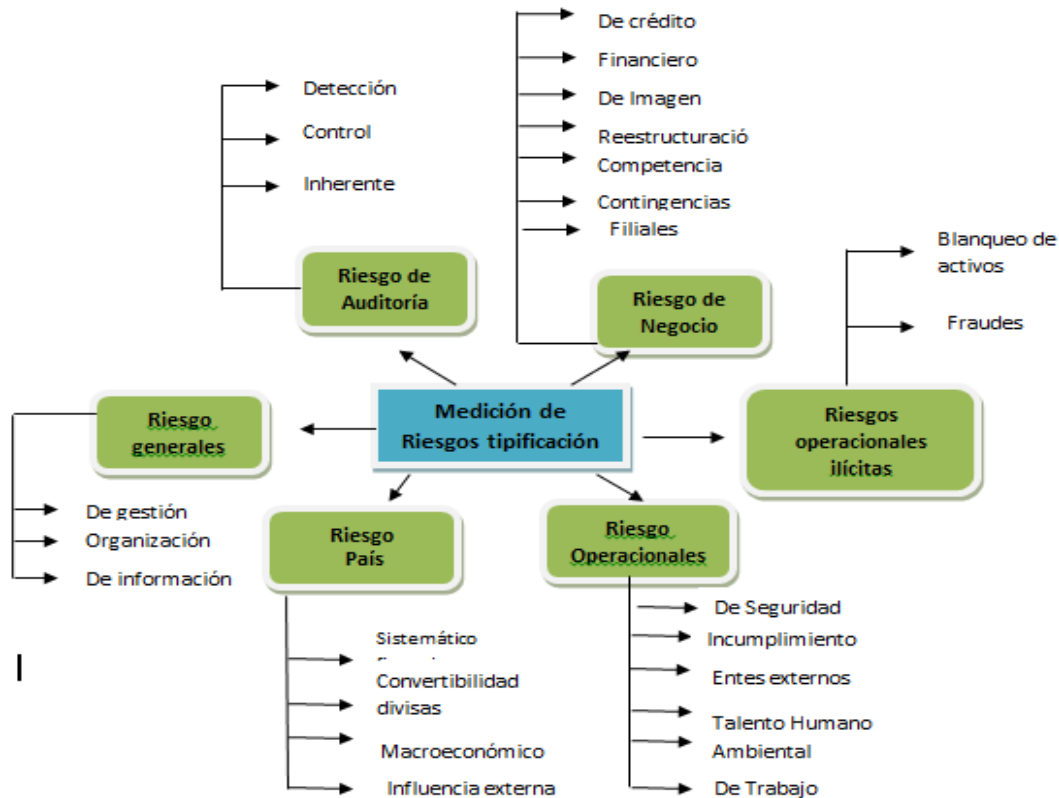 De crédito
Financiero
De Imagen
Reestructuració
Competencia
Contingencias
Filiales
Detección
Control
Inherente
Blanqueo de
activos
Fraudes
Riesgo de
Auditoría
Riesgo de
Negocio
Medición de
Riesgos tipificación
Riesgos
operacionales
ilícitas
Riesgo
generales
De gestión
Organización
De información
Riesgo
País
Riesgo
Operacionales
Sistemático
Convertibilidad
divisas
Macroeconómico
Influencia externa
De Seguridad
Incumplimiento
Entes externos
Talento Humano
Ambiental
De Trabajo